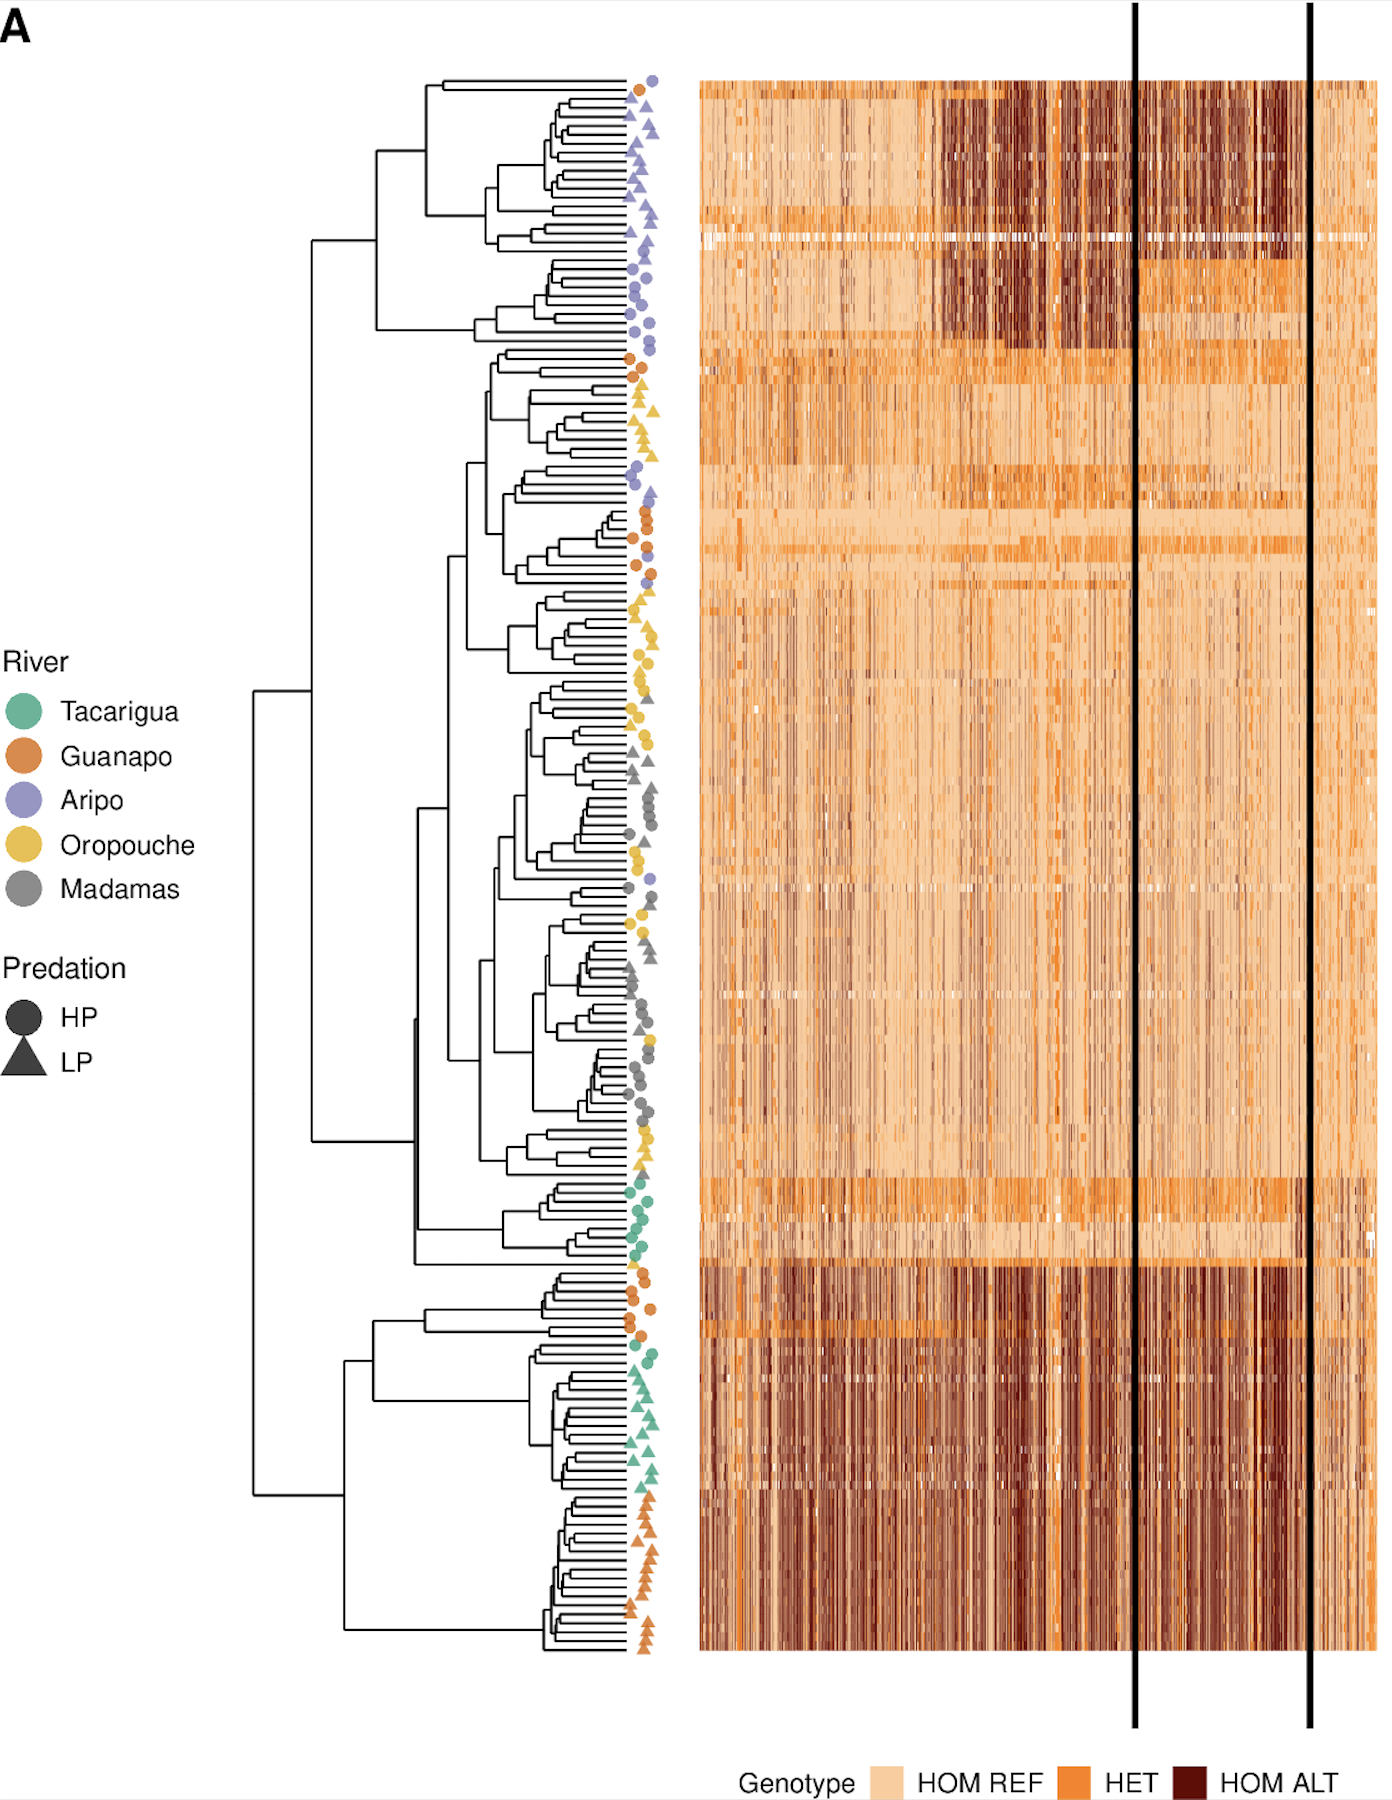 A
River
Tacarigua
Guanapo
Aripo
Oropouche
Madamas
Predation
HP
LP
Genotype HOM REF HET HOM ALT